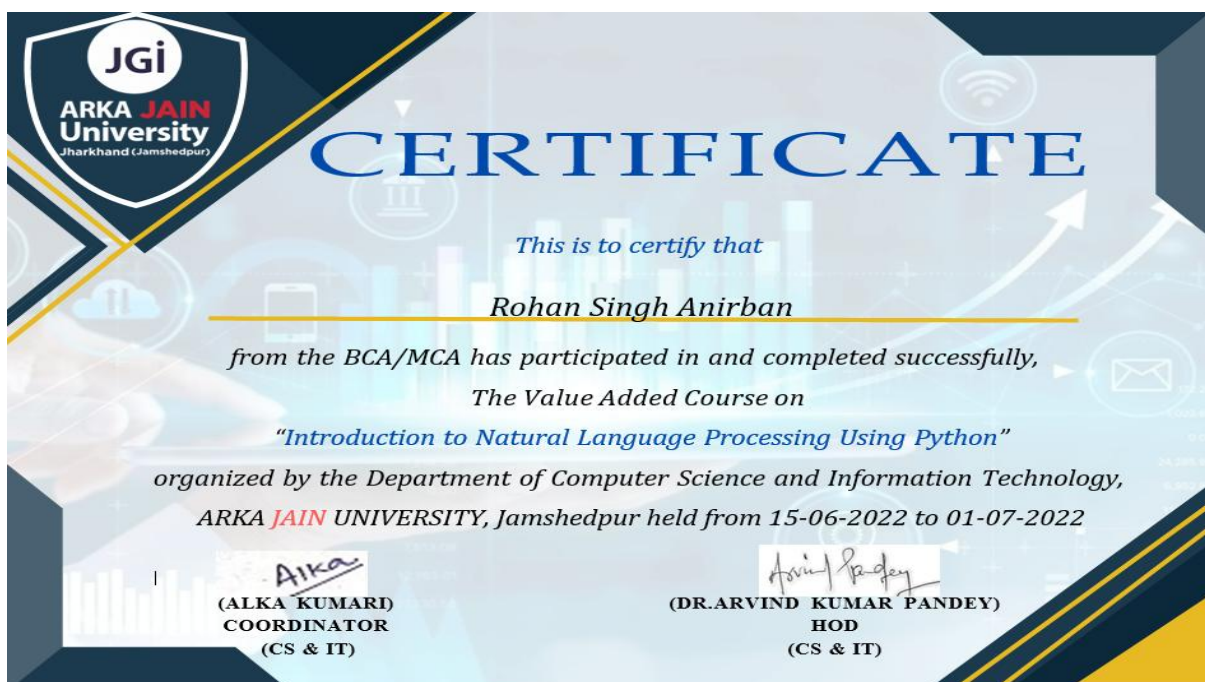 JGi
ARKA JAIN
University
Jharkhand (Jamshedpur)
CERTIFICATE
This is to certify that
Rohan Singh Anirban
from the BCA/MCA has participated in and completed successfully,
The Value Added Course on
“Introduction to Natural Language Processing Using Python”
organized by the Department of Computer Science and Information Technology,
ARKA JAIN UNIVERSITY, Jamshedpur held from 15-06-2022 to 01-07-2022
Alka
Arvind Pandey
(ALKA KUMARI)
COORDINATOR
(CS & IT)
(DR.ARVIND KUMAR PANDEY)
HOD
(CS & IT)